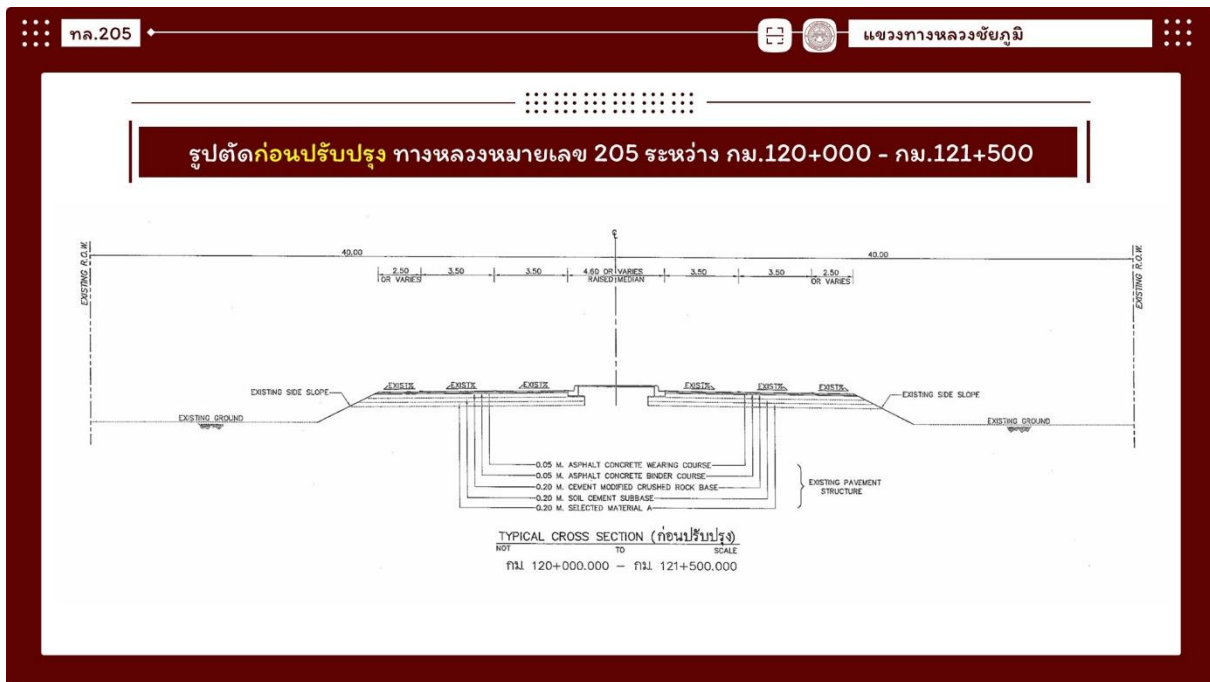 ทล.205
แขวงทางหลวงชัยภูมิ
รูปตัดก่อนปรับปรุง ทางหลวงหมายเลข 205 ระหว่าง กม.120+000 - กม.121+500
EXISTING R.O.W.
40.00
40.00
EXISTING R.O.W.
2.50 3.50 3.50 4.60 OR VARIES 3.50 3.50 2.50
OR VARIES RAISED MEDIAN OR VARIES
EXIST% EXIST% EXIST% EXIST% EXIST% EXIST%
EXISTING SIDE SLOPE
EXISTING SIDE SLOPE
EXISTING GROUND
EXISTING GROUND
0.05 M. ASPHALT CONCRETE WEARING COURSE
0.05 M. ASPHALT CONCRETE BINDER COURSE
0.20 M. CEMENT MODIFIED CRUSHED ROCK BASE
0.20 M. SOIL CEMENT SUBBASE
0.20 M. SELECTED MATERIAL A
EXISTING PAVEMENT
STRUCTURE
TYPICAL CROSS SECTION (ก่อนปรับปรุง)
NOT TO SCALE
กม. 120+000.000 – กม. 121+500.000